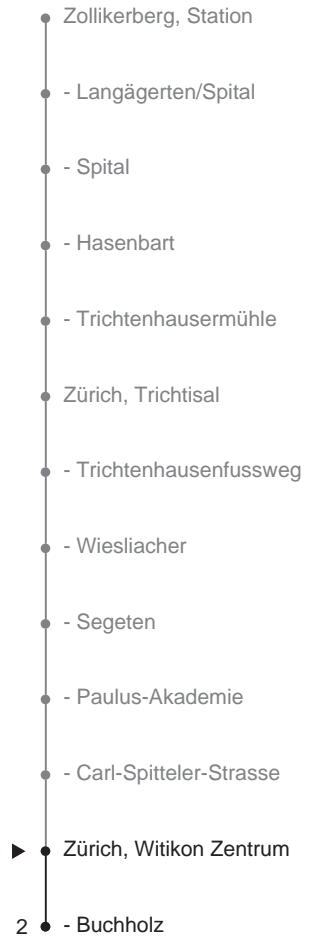 Zollikerberg, Station
- Langägerten/Spital
- Spital
- Hasenbart
- Trichtenhausermühle
Zürich, Trichtisal
- Trichtenhausenfussweg
- Wiesliacher
- Segeten
- Paulus-Akademie
- Carl-Spitteler-Strasse
Zürich, Witikon Zentrum
2 - Buchholz